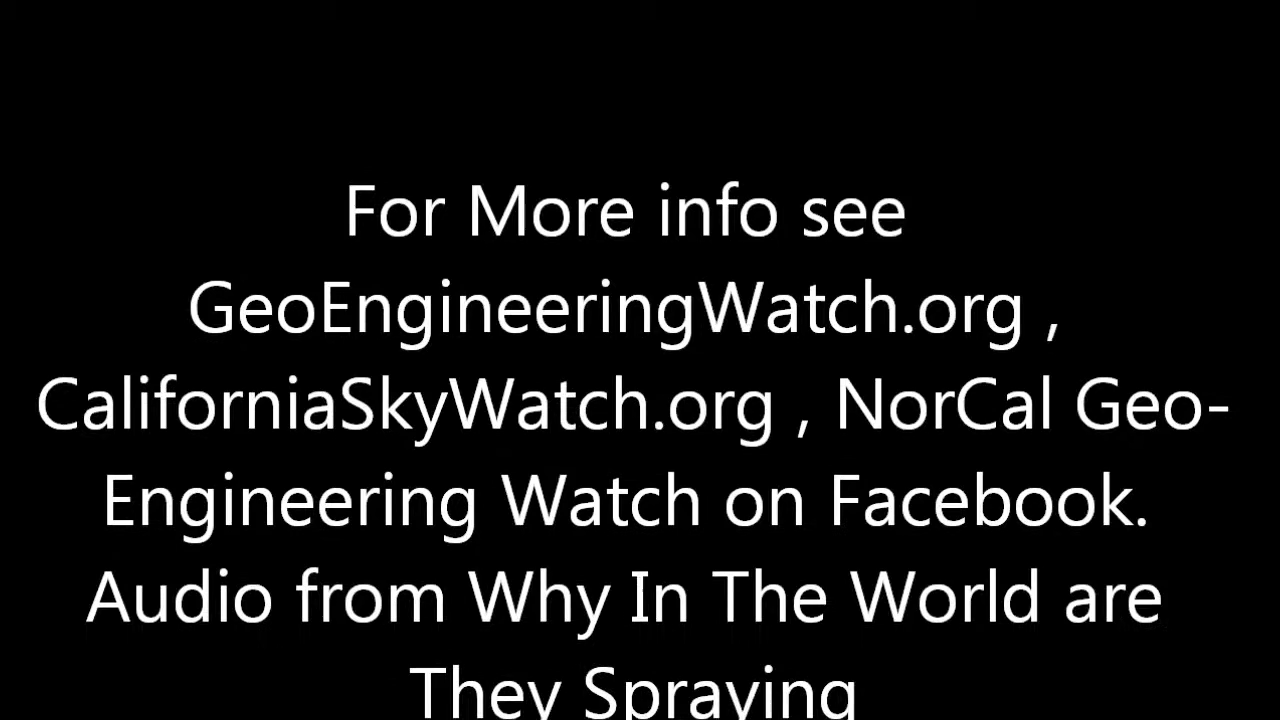 For More info see
GeoEngineeringWatch.org ,
CaliforniaSkyWatch.org , NorCal Geo-
Engineering Watch on Facebook.
Audio from Why In The World are
They Spraying